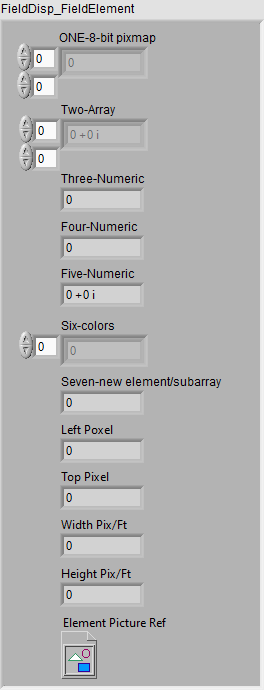 FieldDisp_FieldElement
ONE-8-bit pixmap
0 0
0
Two-Array
0 0 +0 i
0
Three-Numeric
0
Four-Numeric
0
Five-Numeric
0 +0 i
Six-colors
0 0
Seven-new element/subarray
0
Left Poxel
0
Top Pixel
0
Width Pix/Ft
0
Height Pix/Ft
0
Element Picture Ref